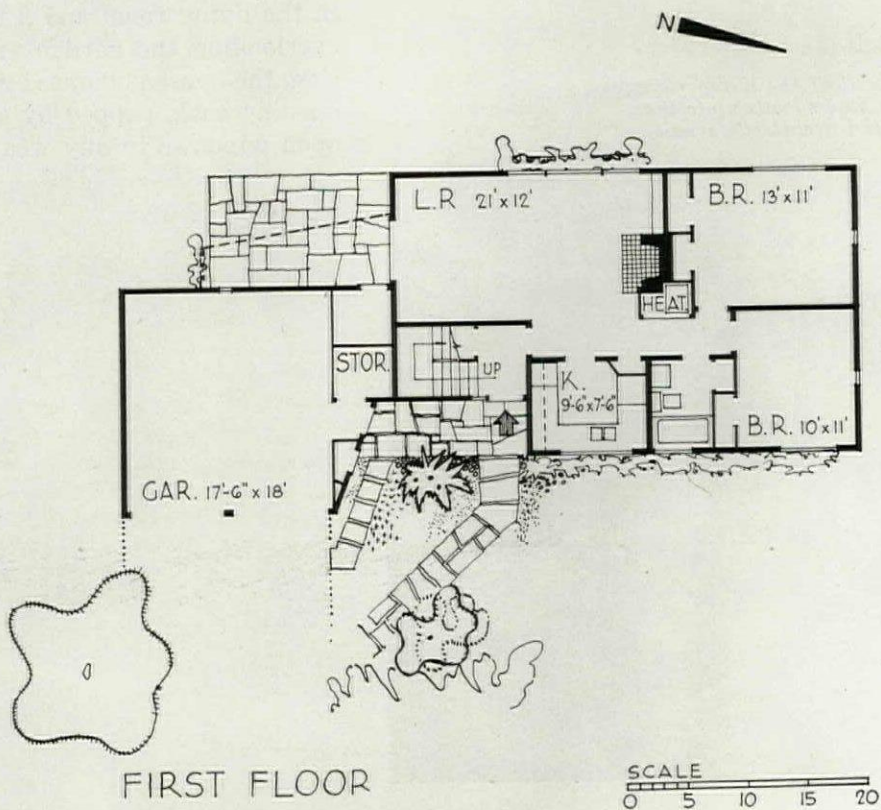 N
L.R 21' x 12'
B.R. 13' x 11'
HEAT.
STOR.
UP
K.
9'-6" x 7'-6"
B.R. 10' x 11'
GAR. 17'-6" x 18'
FIRST FLOOR
SCALE
0 5 10 15 20